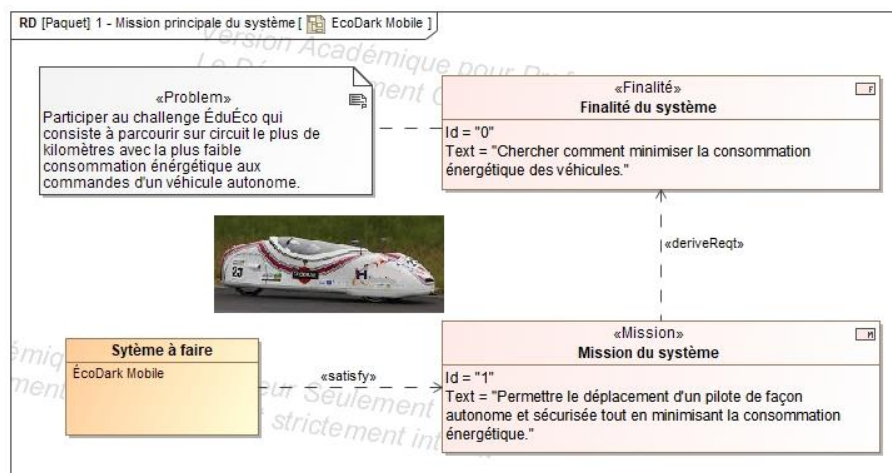 RD [Paquet] 1 - Mission principale du système [ EcoDark Mobile ]
Version Académique pour
Le
«Problem»
Participer au challenge ÉduÉco qui
consiste à parcourir sur circuit le plus de
kilomètres avec la plus faible
consommation énérgétique aux
commandes d'un véhicule autonome.
«Finalité»
F
Finalité du système
Id = "0"
Text = "Chercher comment minimiser la consommation
énergétique des véhicules."
«deriveReqt»
23
«Mission»
M
Mission du système
Id = "1"
Text = "Permettre le déplacement d'un pilote de façon
autonome et sécurisée tout en minimisant la consommation
énergétique."
Sytème à faire
ÉcoDark Mobile
«satisfy»
Seulement
strictement